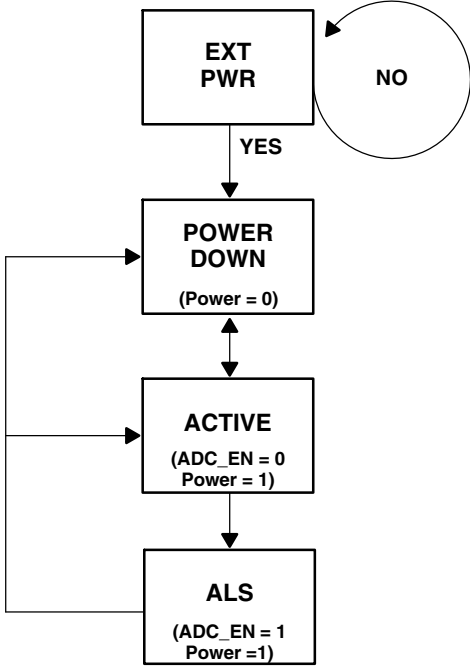 EXT
PWR
NO
YES
POWER
DOWN
(Power = 0)
ACTIVE
(ADC_EN = 0
Power = 1)
ALS
(ADC_EN = 1
Power =1)